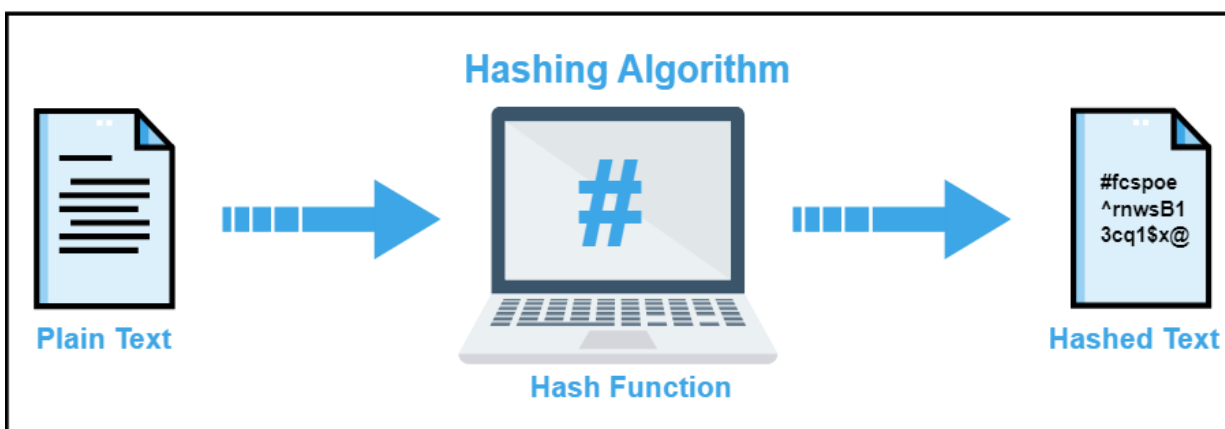 Hashing Algorithm
#
#fcspoe
^rnwsB1
3cq1$x@
Plain Text
Hashed Text
Hash Function